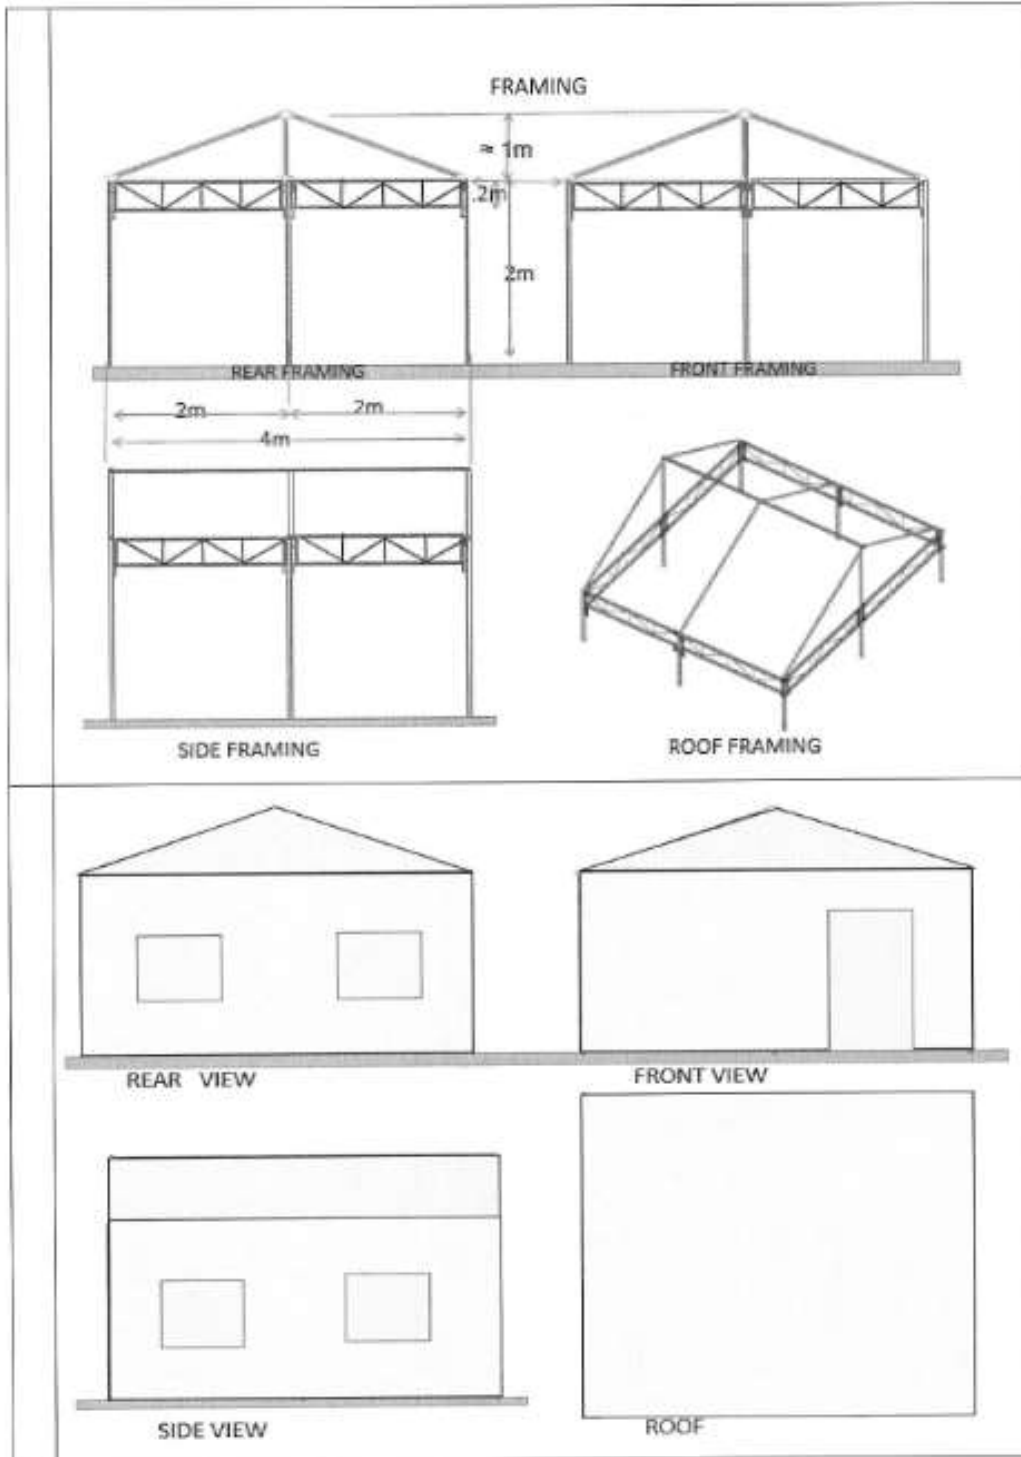 FRAMING
≈ 1m
.2m
2m
REAR FRAMING
FRONT FRAMING
2m
2m
4m
SIDE FRAMING
ROOF FRAMING
REAR VIEW
FRONT VIEW
SIDE VIEW
ROOF